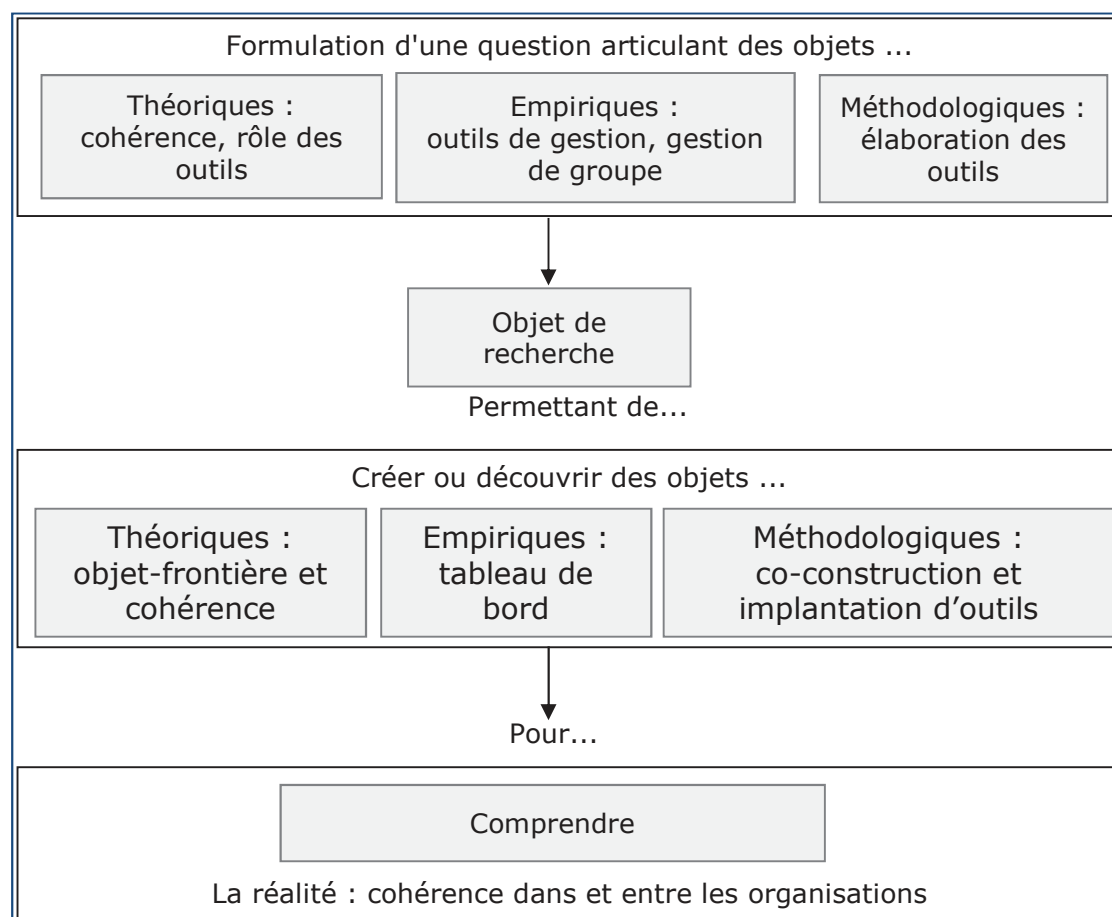 Formulation d'une question articulant des objets ...
Théoriques :
cohérence, rôle des
outils
Empiriques :
outils de gestion, gestion
de groupe
Méthodologiques :
élaboration des
outils
Objet de
recherche
Permettant de...
Créer ou découvrir des objets ...
Théoriques :
objet-frontière et
cohérence
Empiriques :
tableau de
bord
Méthodologiques :
co-construction et
implantation d’outils
Pour...
Comprendre
La réalité : cohérence dans et entre les organisations